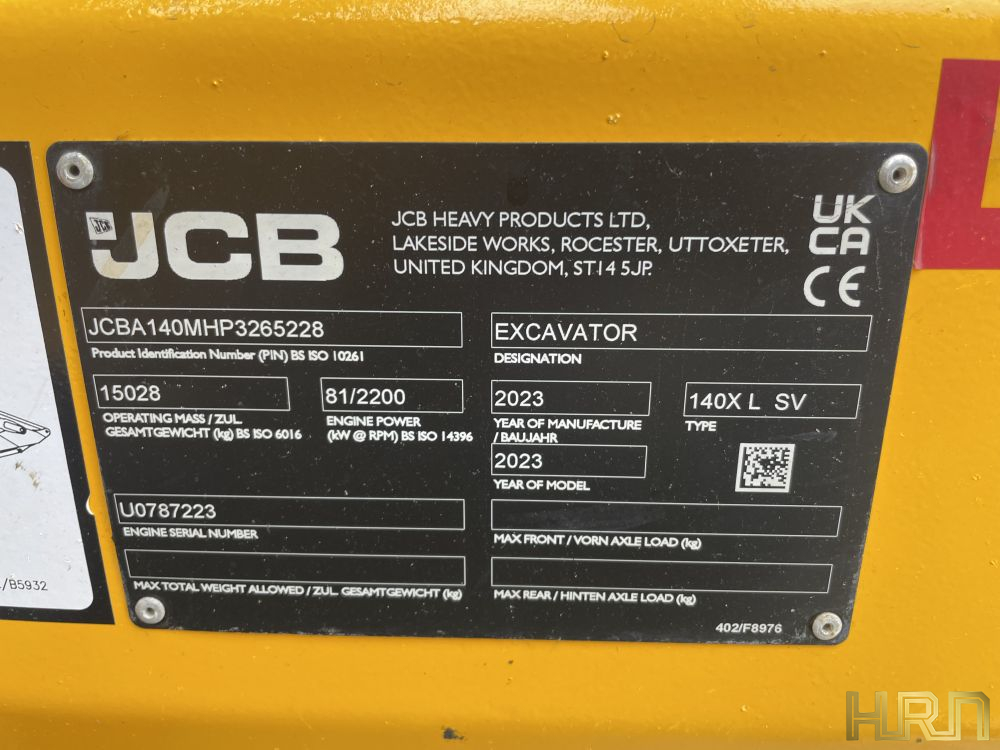 JCB
JCB
JCB HEAVY PRODUCTS LTD,
LAKESIDE WORKS, ROCESTER, UTTOXETER,
UNITED KINGDOM, ST14 5JP.
UK
CA
CE
JCBA140MHP3265228
Product Identification Number (PIN) BS ISO 10261
EXCAVATOR
DESIGNATION
15028
OPERATING MASS / ZUL.
GESAMTGEWICHT (kg) BS ISO 6016
81/2200
ENGINE POWER
(kW @ RPM) BS ISO 14396
2023
YEAR OF MANUFACTURE
/ BAUJAHR
140X L SV
TYPE
2023
YEAR OF MODEL
U0787223
ENGINE SERIAL NUMBER
MAX FRONT / VORN AXLE LOAD (kg)
MAX TOTAL WEIGHT ALLOWED / ZUL. GESAMTGEWICHT (kg)
MAX REAR / HINTEN AXLE LOAD (kg)
402/F8976
/B5932
HRN